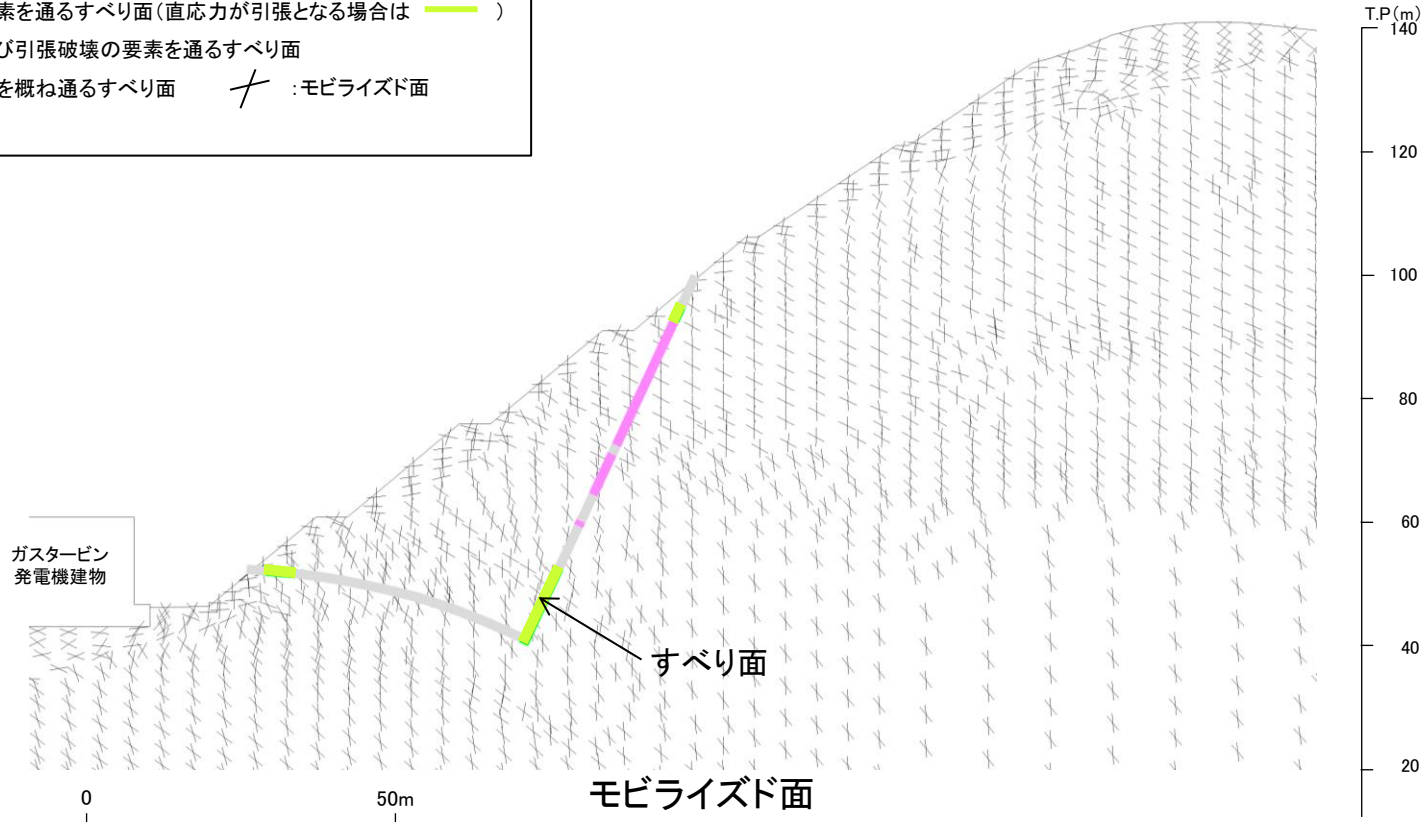 素を通るすべり面(直応力が引張となる場合は )
び引張破壊の要素を通るすべり面
を概ね通るすべり面 :モビライズド面
T.P(m)
140
120
100
80
60
40
20
ガスタービン
発電機建物
すべり面
モビライズド面
0 50m